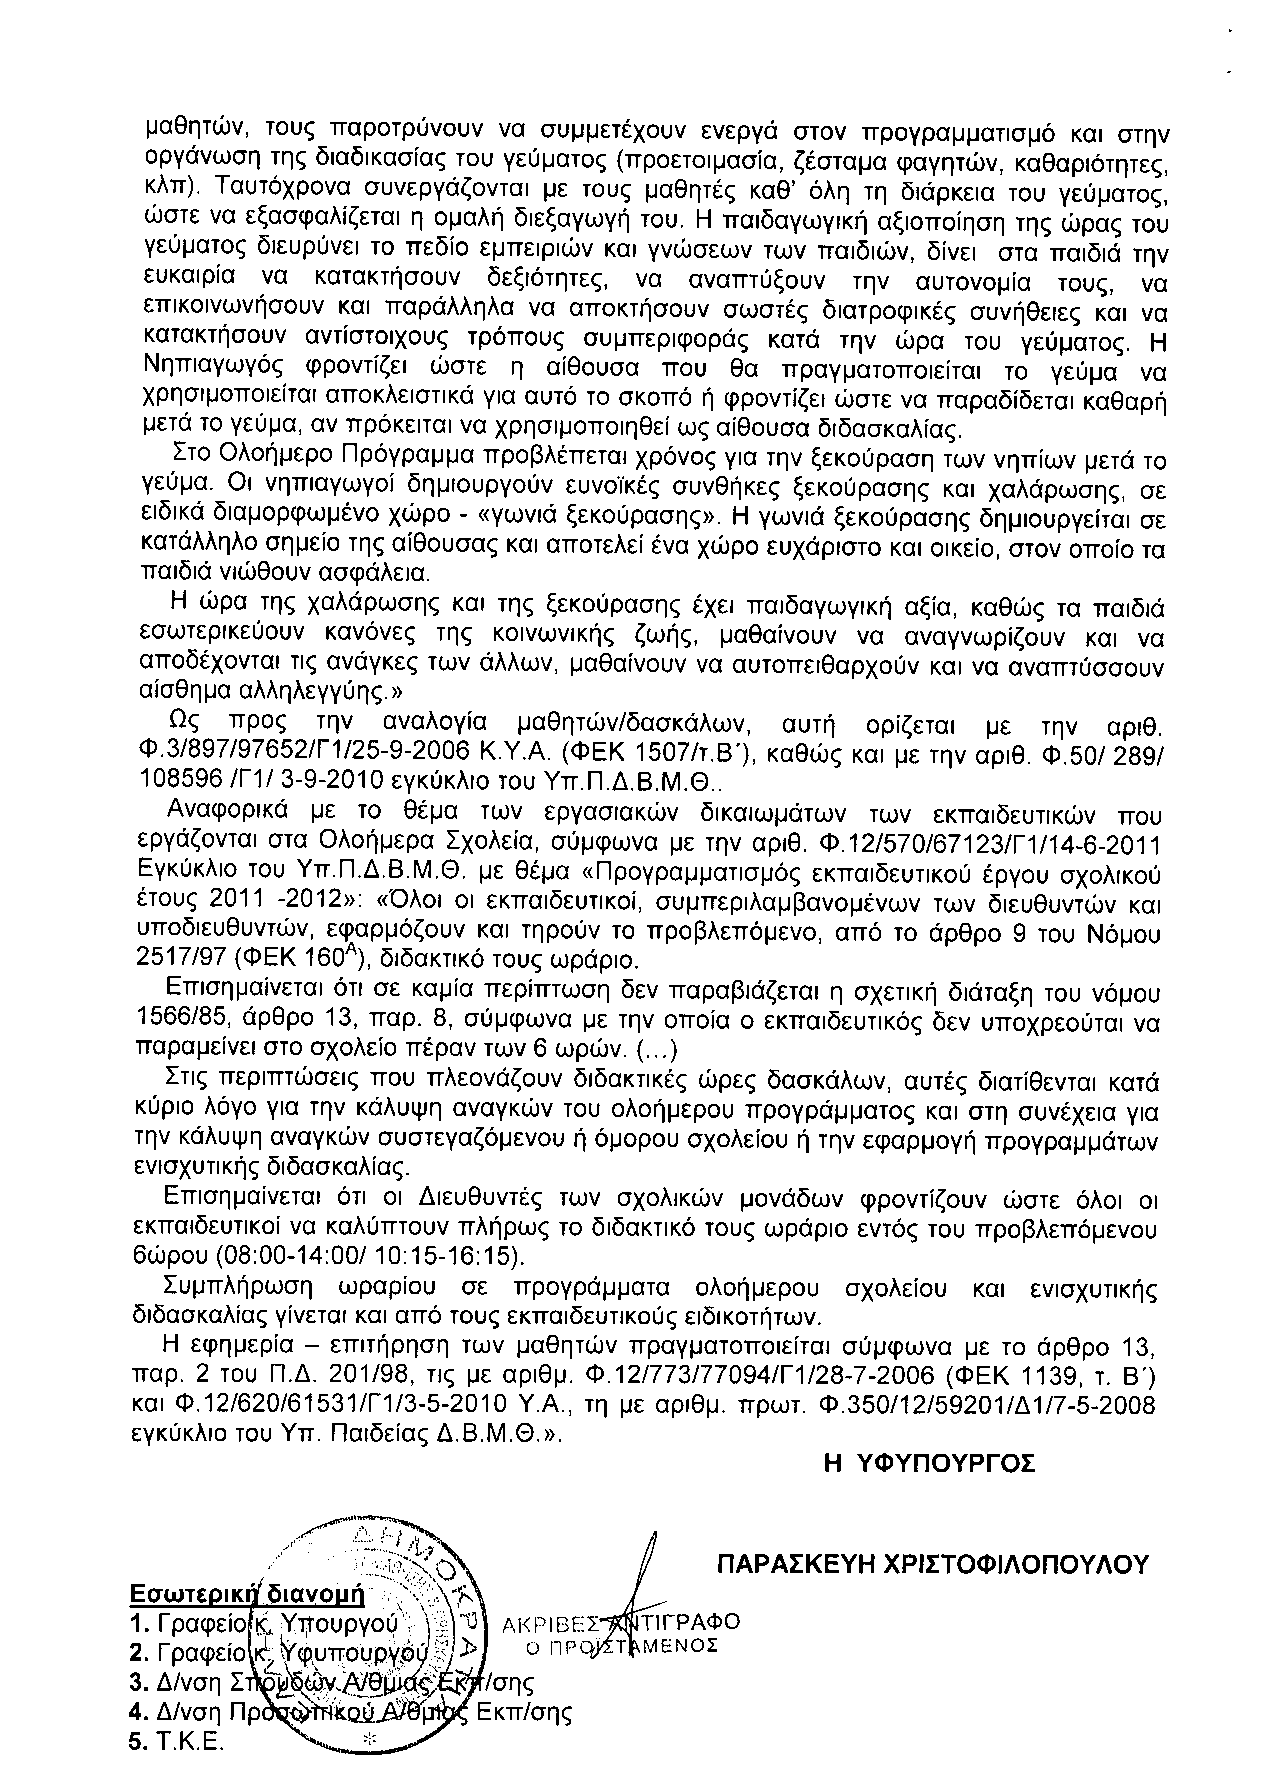 μαθητών, τους παροτρύνουν να συμμετέχουν ενεργά στον προγραμματισμό και στην
οργάνωση της διαδικασίας του γεύματος (προετοιμασία, ζέσταμα φαγητών, καθαριότητες,
κλπ). Ταυτόχρονα συνεργάζονται με τους μαθητές καθ’ όλη τη διάρκεια του γεύματος,
ώστε να εξασφαλίζεται η ομαλή διεξαγωγή του. Η παιδαγωγική αξιοποίηση της ώρας του
γεύματος διευρύνει το πεδίο εμπειριών και γνώσεων των παιδιών, δίνει στα παιδιά την
ευκαιρία να κατακτήσουν δεξιότητες, να αναπτύξουν την αυτονομία τους, να
επικοινωνήσουν και παράλληλα να αποκτήσουν σωστές διατροφικές συνήθειες και να
κατακτήσουν αντίστοιχους τρόπους συμπεριφοράς κατά την ώρα του γεύματος. Η
Νηπιαγωγός φροντίζει ώστε η αίθουσα που θα πραγματοποιείται το γεύμα να
χρησιμοποιείται αποκλειστικά για αυτό το σκοπό ή φροντίζει ώστε να παραδίδεται καθαρή
μετά το γεύμα, αν πρόκειται να χρησιμοποιηθεί ως αίθουσα διδασκαλίας.
Στο Ολοήμερο Πρόγραμμα προβλέπεται χρόνος για την ξεκούραση των νηπίων μετά το
γεύμα. Οι νηπιαγωγοί δημιουργούν ευνοϊκές συνθήκες ξεκούρασης και χαλάρωσης, σε
ειδικά διαμορφωμένο χώρο - «γωνιά ξεκούρασης». Η γωνιά ξεκούρασης δημιουργείται σε
κατάλληλο σημείο της αίθουσας και αποτελεί ένα χώρο ευχάριστο και οικείο, στον οποίο τα
παιδιά νιώθουν ασφάλεια.
Η ώρα της χαλάρωσης και της ξεκούρασης έχει παιδαγωγική αξία, καθώς τα παιδιά
εσωτερικεύουν κανόνες της κοινωνικής ζωής, μαθαίνουν να αναγνωρίζουν και να
αποδέχονται τις ανάγκες των άλλων, μαθαίνουν να αυτοπειθαρχούν και να αναπτύσσουν
αίσθημα αλληλεγγύης.»
Ως προς την αναλογία μαθητών/δασκάλων, αυτή ορίζεται με την αριθ.
Φ.3/897/97652/Γ1/25-9-2006 Κ.Υ.Α. (ΦΕΚ 1507/τ.Β΄), καθώς και με την αριθ. Φ.50/ 289/
108596 /Γ1/ 3-9-2010 εγκύκλιο του Υπ.Π.Δ.Β.Μ.Θ..
Αναφορικά με το θέμα των εργασιακών δικαιωμάτων των εκπαιδευτικών που
εργάζονται στα Ολοήμερα Σχολεία, σύμφωνα με την αριθ. Φ.12/570/67123/Γ1/14-6-2011
Εγκύκλιο του Υπ.Π.Δ.Β.Μ.Θ. με θέμα «Προγραμματισμός εκπαιδευτικού έργου σχολικού
έτους 2011 -2012»: «Όλοι οι εκπαιδευτικοί, συμπεριλαμβανομένων των διευθυντών και
υποδιευθυντών, εφαρμόζουν και τηρούν το προβλεπόμενο, από το άρθρο 9 του Νόμου
2517/97 (ΦΕΚ 160Α), διδακτικό τους ωράριο.
Επισημαίνεται ότι σε καμία περίπτωση δεν παραβιάζεται η σχετική διάταξη του νόμου
1566/85, άρθρο 13, παρ. 8, σύμφωνα με την οποία ο εκπαιδευτικός δεν υποχρεούται να
παραμείνει στο σχολείο πέραν των 6 ωρών. (...)
Στις περιπτώσεις που πλεονάζουν διδακτικές ώρες δασκάλων, αυτές διατίθενται κατά
κύριο λόγο για την κάλυψη αναγκών του ολοήμερου προγράμματος και στη συνέχεια για
την κάλυψη αναγκών συστεγαζόμενου ή όμορου σχολείου ή την εφαρμογή προγραμμάτων
ενισχυτικής διδασκαλίας.
Επισημαίνεται ότι οι Διευθυντές των σχολικών μονάδων φροντίζουν ώστε όλοι οι
εκπαιδευτικοί να καλύπτουν πλήρως το διδακτικό τους ωράριο εντός του προβλεπόμενου
6ώρου (08:00-14:00/ 10:15-16:15).
Συμπλήρωση ωραρίου σε προγράμματα ολοήμερου σχολείου και ενισχυτικής
διδασκαλίας γίνεται και από τους εκπαιδευτικούς ειδικοτήτων.
Η εφημερία – επιτήρηση των μαθητών πραγματοποιείται σύμφωνα με το άρθρο 13,
παρ. 2 του Π.Δ. 201/98, τις με αριθμ. Φ.12/773/77094/Γ1/28-7-2006 (ΦΕΚ 1139, τ. Β΄)
και Φ.12/620/61531/Γ1/3-5-2010 Υ.Α., τη με αριθμ. πρωτ. Φ.350/12/59201/Δ1/7-5-2008
εγκύκλιο του Υπ. Παιδείας Δ.Β.Μ.Θ.».
Η ΥΦΥΠΟΥΡΓΟΣ
ΠΑΡΑΣΚΕΥΗ ΧΡΙΣΤΟΦΙΛΟΠΟΥΛΟΥ
ΑΚΡΙΒΕΣ ΑΝΤΙΓΡΑΦΟ
Ο ΠΡΟΪΣΤΑΜΕΝΟΣ
Εσωτερική διανομή
1. Γραφείο κ. Υπουργού
2. Γραφείο κ. Υφυπουργού
3. Δ/νση Σπουδών Α/θμιας Εκπ/σης
4. Δ/νση Προσωπικού Α/θμιας Εκπ/σης
5. Τ.Κ.Ε.